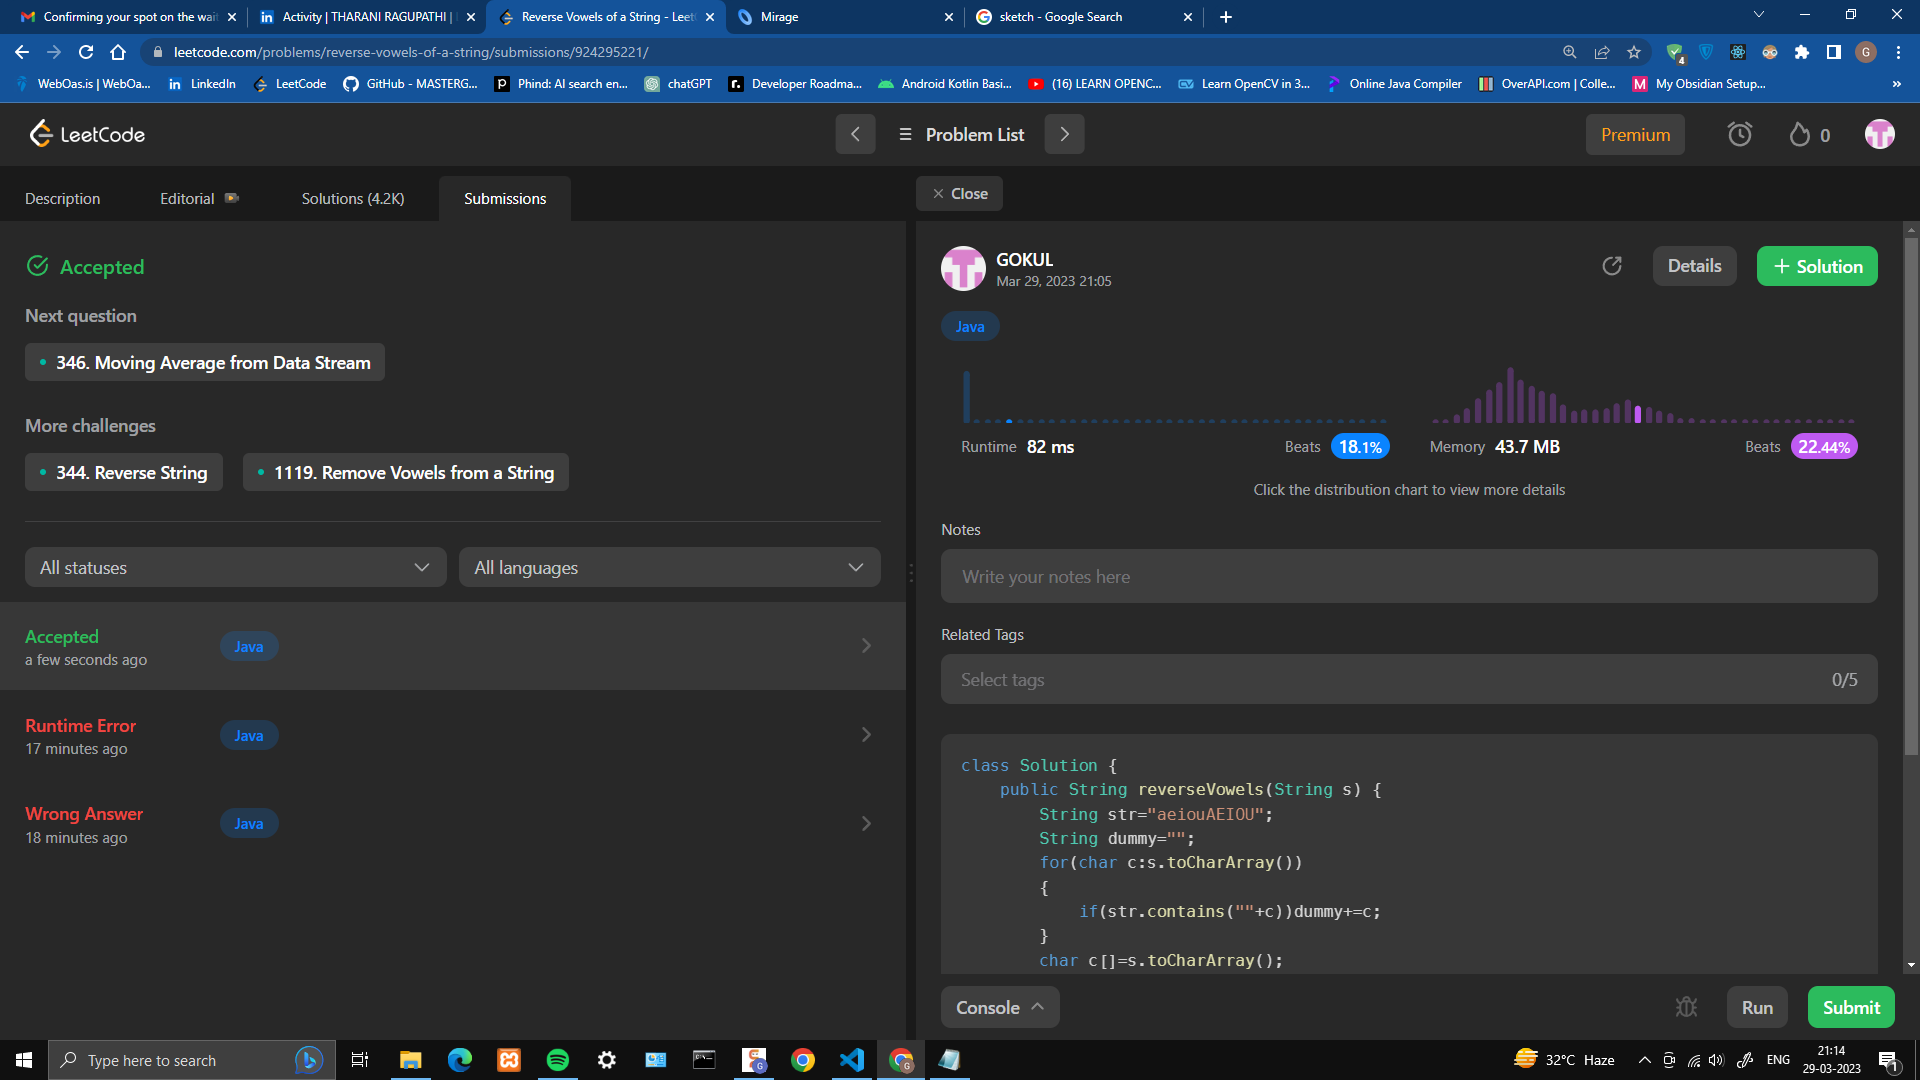 Confirming your spot on the wai
Activity | THARANI RAGUPATHI |
Reverse Vowels of a String - Leet
Mirage
sketch - Google Search
leetcode.com/problems/reverse-vowels-of-a-string/submissions/924295221/
4
G
WebOas.is | WebOa...
LinkedIn
LeetCode
GitHub - MASTERG...
Phind: AI search en...
chatGPT
Developer Roadma...
Android Kotlin Basi...
(16) LEARN OPENC...
Learn OpenCV in 3...
Online Java Compiler
OverAPI.com | Colle...
My Obsidian Setup...
LeetCode
Problem List
Premium
0
Description
Editorial
Solutions (4.2K)
Submissions
Close
Accepted
Next question
346. Moving Average from Data Stream
More challenges
344. Reverse String
1119. Remove Vowels from a String
All statuses
All languages
Accepted
a few seconds ago
Java
Runtime Error
17 minutes ago
Java
Wrong Answer
18 minutes ago
Java
GOKUL
Mar 29, 2023 21:05
Details
+ Solution
Java
Runtime 82 ms
Beats 18.1%
Memory 43.7 MB
Beats 22.44%
Click the distribution chart to view more details
Notes
Write your notes here
Related Tags
Select tags
0/5
class Solution {
public String reverseVowels(String s) {
String str="aeiouAEIOU";
String dummy="";
for(char c:s.toCharArray())
{
if(str.contains(""+c))dummy+=c;
}
char c[]=s.toCharArray();
Console
Run
Submit
Type here to search
32°C Haze
ENG
21:14
29-03-2023
1